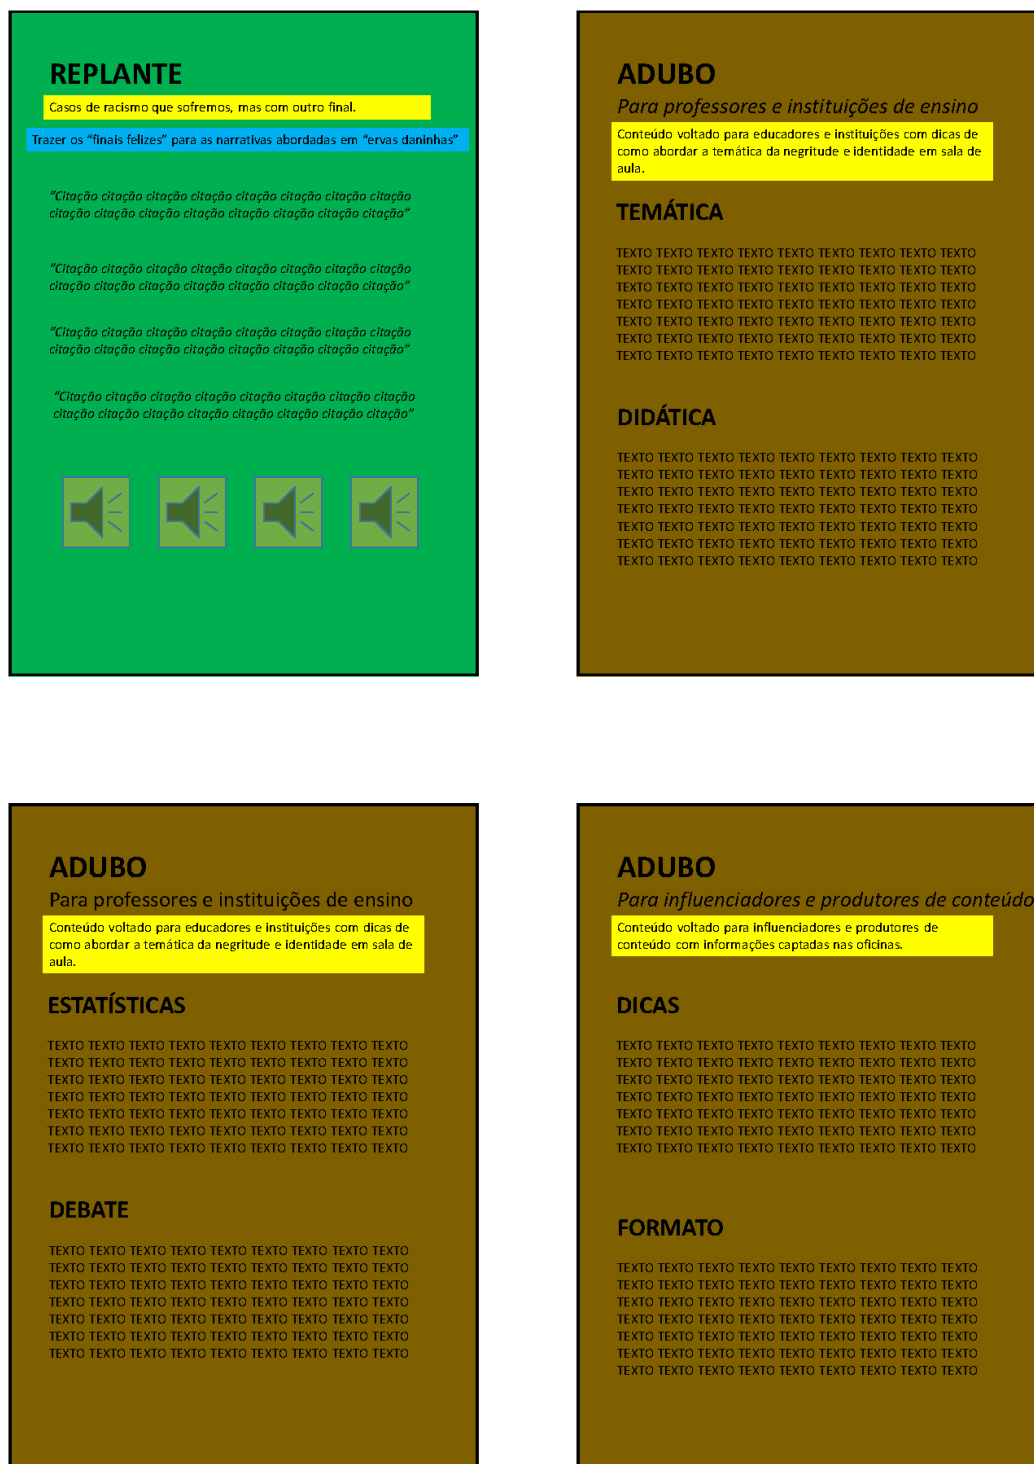 REPLANTE
Casos de racismo que sofremos, mas com outro final.
Trazer os “finais felizes” para as narrativas abordadas em “ervas daninhas”
“Citação citação citação citação citação citação citação citação
citação citação citação citação citação citação citação citação”
“Citação citação citação citação citação citação citação citação
citação citação citação citação citação citação citação citação”
“Citação citação citação citação citação citação citação citação
citação citação citação citação citação citação citação citação”
“Citação citação citação citação citação citação citação citação
citação citação citação citação citação citação citação citação”
ADUBO
Para professores e instituições de ensino
Conteúdo voltado para educadores e instituições com dicas de
como abordar a temática da negritude e identidade em sala de
aula.
TEMÁTICA
TEXTO TEXTO TEXTO TEXTO TEXTO TEXTO TEXTO TEXTO TEXTO
TEXTO TEXTO TEXTO TEXTO TEXTO TEXTO TEXTO TEXTO TEXTO
TEXTO TEXTO TEXTO TEXTO TEXTO TEXTO TEXTO TEXTO TEXTO
TEXTO TEXTO TEXTO TEXTO TEXTO TEXTO TEXTO TEXTO TEXTO
TEXTO TEXTO TEXTO TEXTO TEXTO TEXTO TEXTO TEXTO TEXTO
TEXTO TEXTO TEXTO TEXTO TEXTO TEXTO TEXTO TEXTO TEXTO
TEXTO TEXTO TEXTO TEXTO TEXTO TEXTO TEXTO TEXTO TEXTO
DIDÁTICA
TEXTO TEXTO TEXTO TEXTO TEXTO TEXTO TEXTO TEXTO TEXTO
TEXTO TEXTO TEXTO TEXTO TEXTO TEXTO TEXTO TEXTO TEXTO
TEXTO TEXTO TEXTO TEXTO TEXTO TEXTO TEXTO TEXTO TEXTO
TEXTO TEXTO TEXTO TEXTO TEXTO TEXTO TEXTO TEXTO TEXTO
TEXTO TEXTO TEXTO TEXTO TEXTO TEXTO TEXTO TEXTO TEXTO
TEXTO TEXTO TEXTO TEXTO TEXTO TEXTO TEXTO TEXTO TEXTO
TEXTO TEXTO TEXTO TEXTO TEXTO TEXTO TEXTO TEXTO TEXTO
ADUBO
Para professores e instituições de ensino
Conteúdo voltado para educadores e instituições com dicas de
como abordar a temática da negritude e identidade em sala de
aula.
ESTATÍSTICAS
TEXTO TEXTO TEXTO TEXTO TEXTO TEXTO TEXTO TEXTO TEXTO
TEXTO TEXTO TEXTO TEXTO TEXTO TEXTO TEXTO TEXTO TEXTO
TEXTO TEXTO TEXTO TEXTO TEXTO TEXTO TEXTO TEXTO TEXTO
TEXTO TEXTO TEXTO TEXTO TEXTO TEXTO TEXTO TEXTO TEXTO
TEXTO TEXTO TEXTO TEXTO TEXTO TEXTO TEXTO TEXTO TEXTO
TEXTO TEXTO TEXTO TEXTO TEXTO TEXTO TEXTO TEXTO TEXTO
TEXTO TEXTO TEXTO TEXTO TEXTO TEXTO TEXTO TEXTO TEXTO
DEBATE
TEXTO TEXTO TEXTO TEXTO TEXTO TEXTO TEXTO TEXTO TEXTO
TEXTO TEXTO TEXTO TEXTO TEXTO TEXTO TEXTO TEXTO TEXTO
TEXTO TEXTO TEXTO TEXTO TEXTO TEXTO TEXTO TEXTO TEXTO
TEXTO TEXTO TEXTO TEXTO TEXTO TEXTO TEXTO TEXTO TEXTO
TEXTO TEXTO TEXTO TEXTO TEXTO TEXTO TEXTO TEXTO TEXTO
TEXTO TEXTO TEXTO TEXTO TEXTO TEXTO TEXTO TEXTO TEXTO
TEXTO TEXTO TEXTO TEXTO TEXTO TEXTO TEXTO TEXTO TEXTO
ADUBO
Para influenciadores e produtores de conteúdo
Conteúdo voltado para influenciadores e produtores de
conteúdo com informações captadas nas oficinas.
DICAS
TEXTO TEXTO TEXTO TEXTO TEXTO TEXTO TEXTO TEXTO TEXTO
TEXTO TEXTO TEXTO TEXTO TEXTO TEXTO TEXTO TEXTO TEXTO
TEXTO TEXTO TEXTO TEXTO TEXTO TEXTO TEXTO TEXTO TEXTO
TEXTO TEXTO TEXTO TEXTO TEXTO TEXTO TEXTO TEXTO TEXTO
TEXTO TEXTO TEXTO TEXTO TEXTO TEXTO TEXTO TEXTO TEXTO
TEXTO TEXTO TEXTO TEXTO TEXTO TEXTO TEXTO TEXTO TEXTO
TEXTO TEXTO TEXTO TEXTO TEXTO TEXTO TEXTO TEXTO TEXTO
FORMATO
TEXTO TEXTO TEXTO TEXTO TEXTO TEXTO TEXTO TEXTO TEXTO
TEXTO TEXTO TEXTO TEXTO TEXTO TEXTO TEXTO TEXTO TEXTO
TEXTO TEXTO TEXTO TEXTO TEXTO TEXTO TEXTO TEXTO TEXTO
TEXTO TEXTO TEXTO TEXTO TEXTO TEXTO TEXTO TEXTO TEXTO
TEXTO TEXTO TEXTO TEXTO TEXTO TEXTO TEXTO TEXTO TEXTO
TEXTO TEXTO TEXTO TEXTO TEXTO TEXTO TEXTO TEXTO TEXTO
TEXTO TEXTO TEXTO TEXTO TEXTO TEXTO TEXTO TEXTO TEXTO